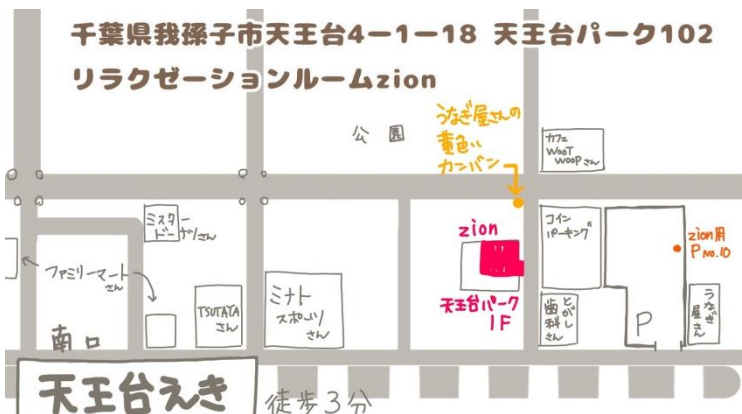 千葉県我孫子市天王台4ー1ー18 天王台パーク102
リラクゼーションルームzion
公園
うなぎ屋さんの
黄色い
カンバン
カフェ
WOOT
WOOPさん
ミスター
ドーナツさん
zion
コイン
パーキング
zion用
P No.10
ファミリーマート
さん
TSUTAYA
さん
ミナト
スポーツ
さん
天王台パーク
1F
とがし
歯科
さん
P
うなぎ
屋さん
南口
天王台えき
徒歩3分